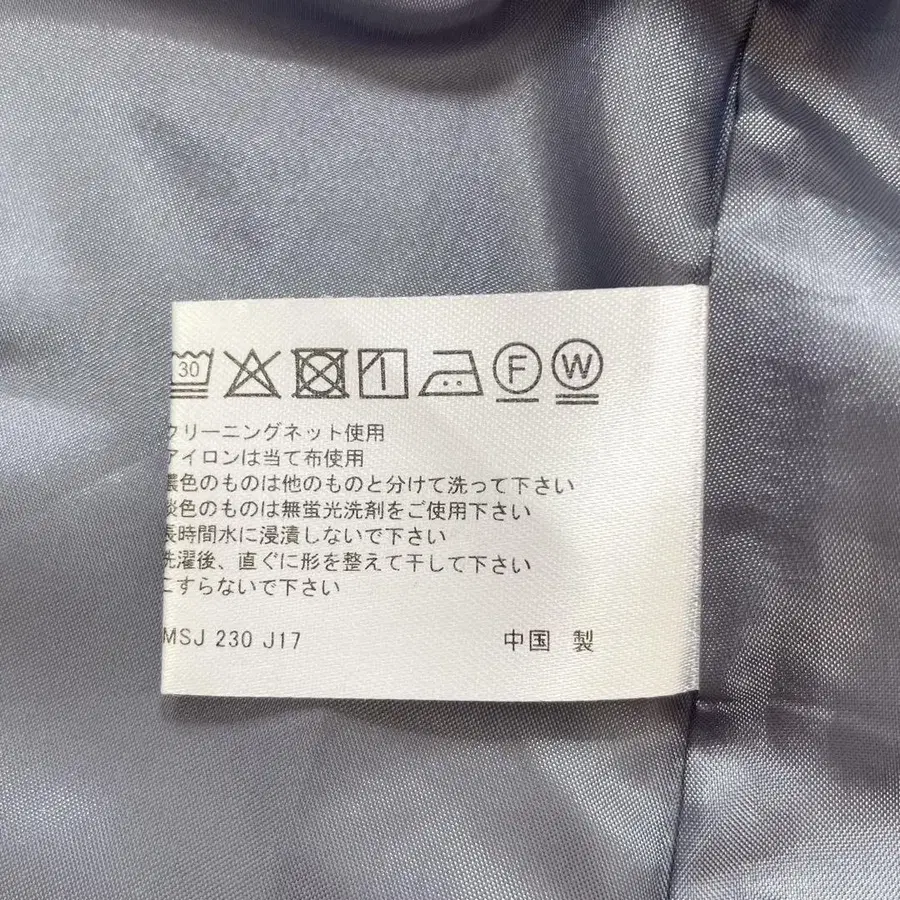 30 F W
クリーニングネット使用
アイロンは当て布使用
濃色のものは他のものと分けて洗って下さい
淡色のものは無蛍光洗剤をご使用下さい
長時間水に浸漬しないで下さい
洗濯後、直ぐに形を整えて干して下さい
こすらないで下さい
MSJ 230 J17 中国 製